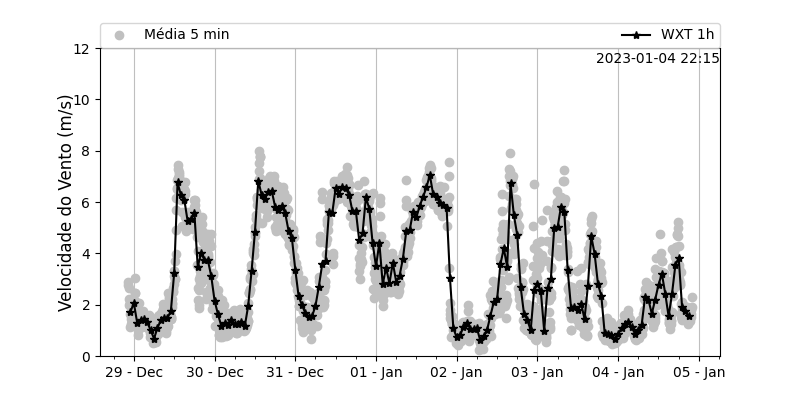 Média 5 min
WXT 1h
2023-01-04 22:15
Velocidade do Vento (m/s)
12
10
8
6
4
2
0
29 - Dec
30 - Dec
31 - Dec
01 - Jan
02 - Jan
03 - Jan
04 - Jan
05 - Jan